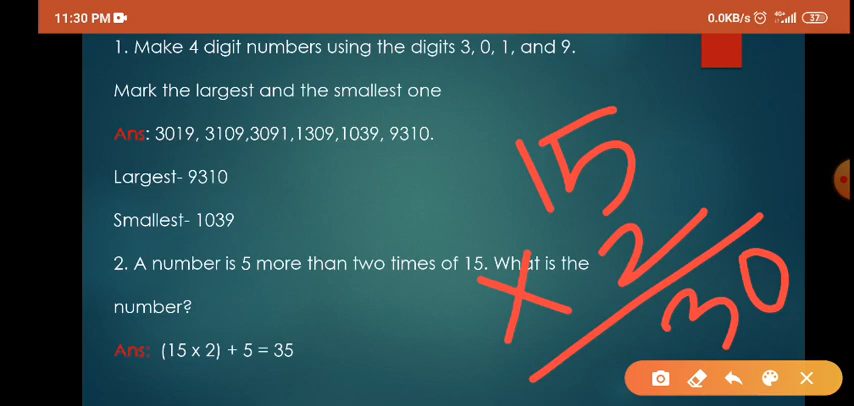 11:30 PM
0.0KB/s 4G+ 37
1. Make 4 digit numbers using the digits 3, 0, 1, and 9.
Mark the largest and the smallest one
Ans: 3019, 3109,3091,1309,1039, 9310.
Largest- 9310
Smallest- 1039
2. A number is 5 more than two times of 15. What is the
number?
Ans: (15 x 2) + 5 = 35
15
x 2
30